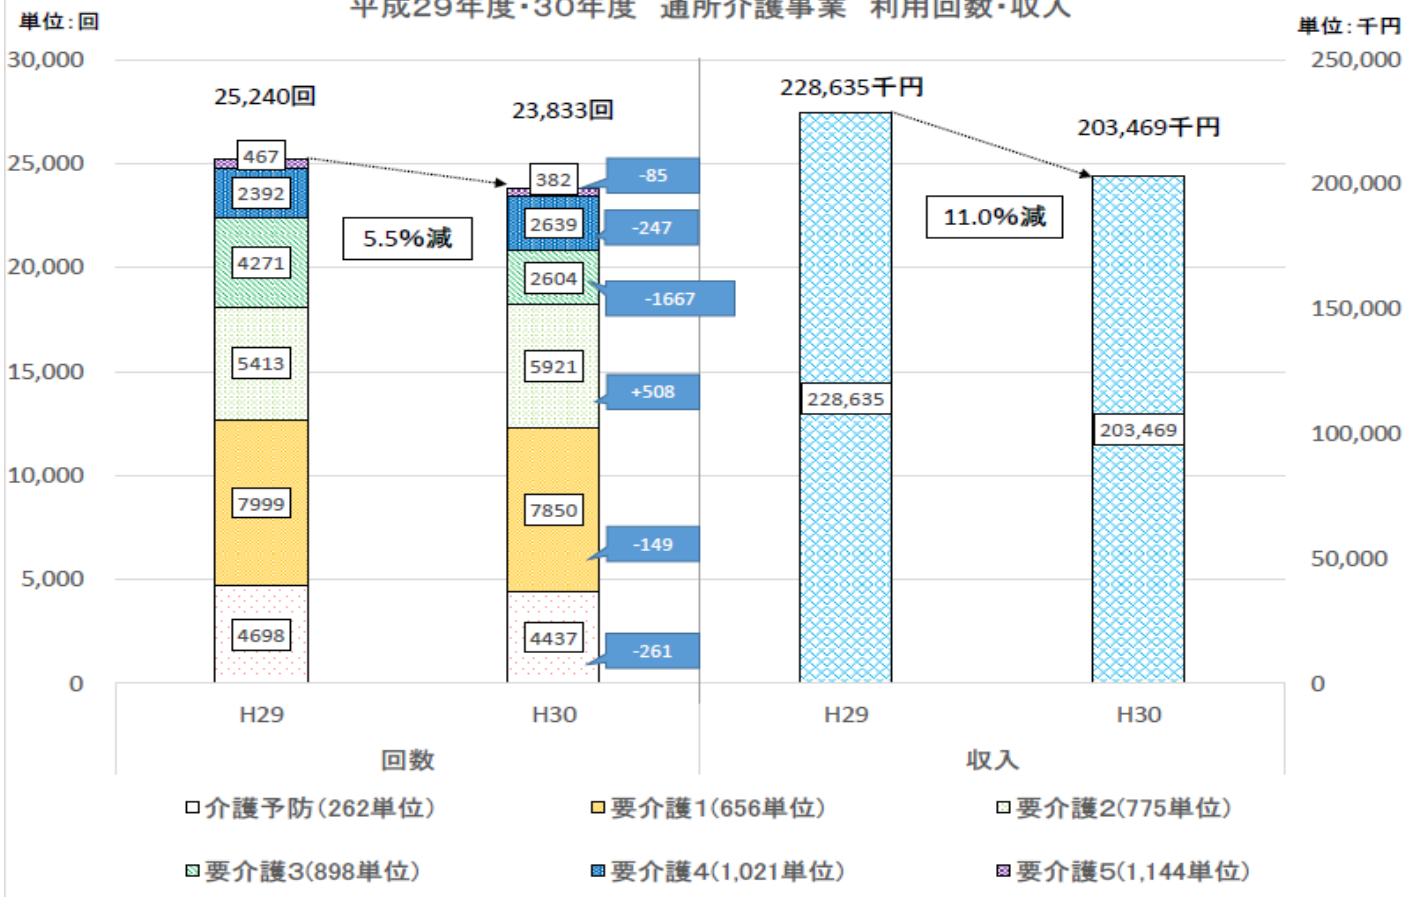 平成29年度・30年度 通所介護事業 利用回数・収入
単位：回
単位：千円
30,000
25,000
20,000
15,000
10,000
5,000
0
25,240回
23,833回
467
2392
4271
5413
7999
4698
5.5%減
382
2639
2604
5921
7850
4437
-85
-247
-1667
+508
-149
-261
228,635千円
203,469千円
11.0%減
228,635
203,469
250,000
200,000
150,000
100,000
50,000
0
H29
H30
H29
H30
回数
収入
介護予防(262単位)
要介護1(656単位)
要介護2(775単位)
要介護3(898単位)
要介護4(1,021単位)
要介護5(1,144単位)